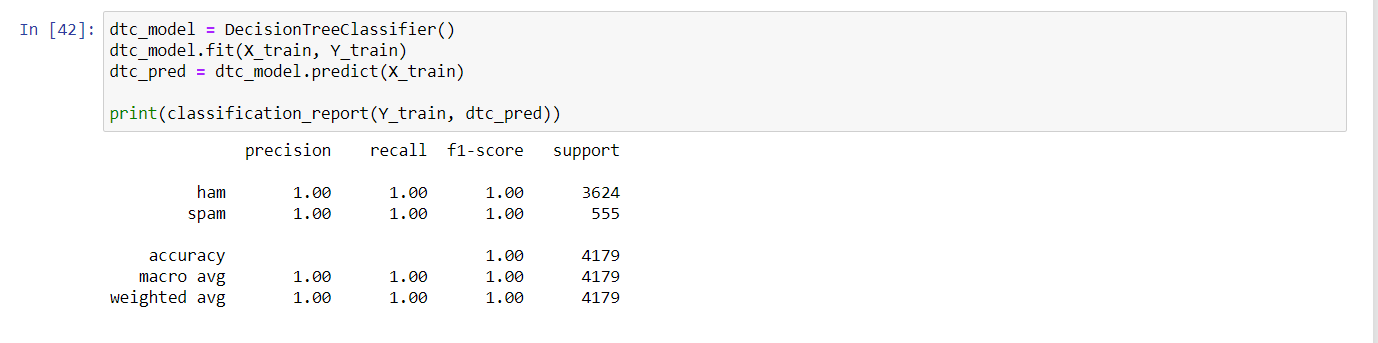 In [42]: dtc_model = DecisionTreeClassifier()
dtc_model.fit(X_train, Y_train)
dtc_pred = dtc_model.predict(X_train)
print(classification_report(Y_train, dtc_pred))
precision recall f1-score support
ham 1.00 1.00 1.00 3624
spam 1.00 1.00 1.00 555
accuracy 1.00 4179
macro avg 1.00 1.00 1.00 4179
weighted avg 1.00 1.00 1.00 4179